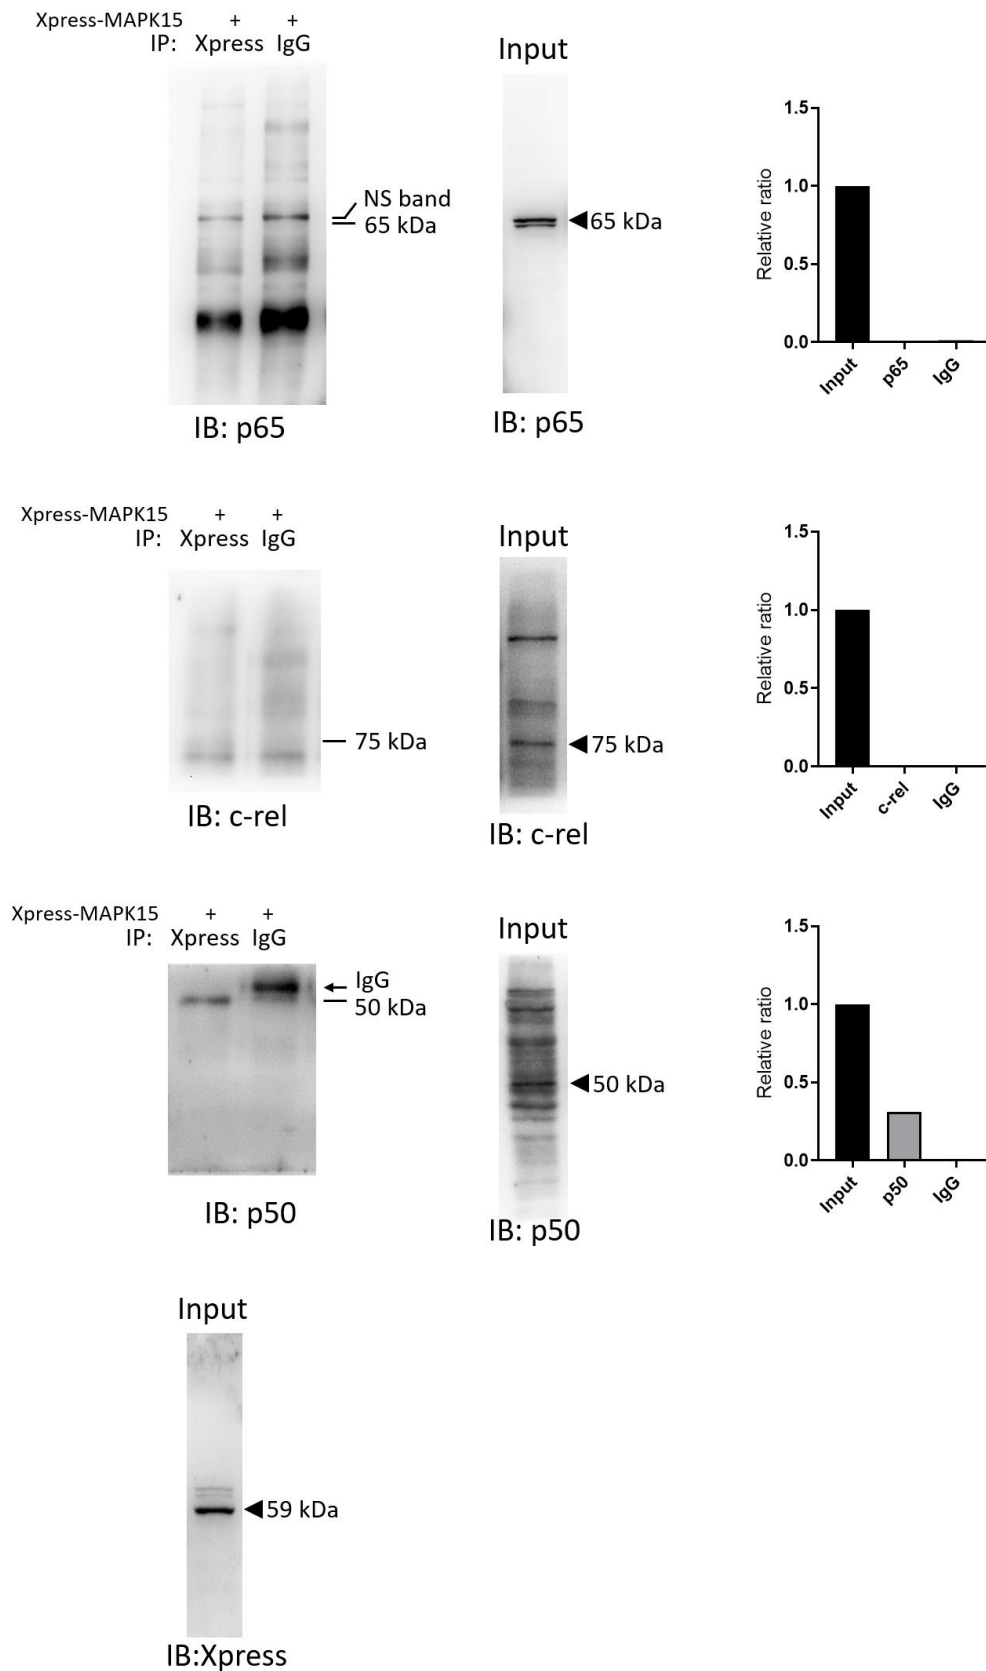 Xpress-MAPK15 + +
IP: Xpress IgG
NS band
65 kDa
IB: p65
Input
65 kDa
IB: p65
Relative ratio
1.5
1.0
0.5
0.0
Input p65 IgG
Xpress-MAPK15 + +
IP: Xpress IgG
75 kDa
IB: c-rel
Input
75 kDa
IB: c-rel
Relative ratio
1.5
1.0
0.5
0.0
Input c-rel IgG
Xpress-MAPK15 + +
IP: Xpress IgG
IgG
50 kDa
IB: p50
Input
50 kDa
IB: p50
Relative ratio
1.5
1.0
0.5
0.0
Input p50 IgG
Input
59 kDa
IB:Xpress